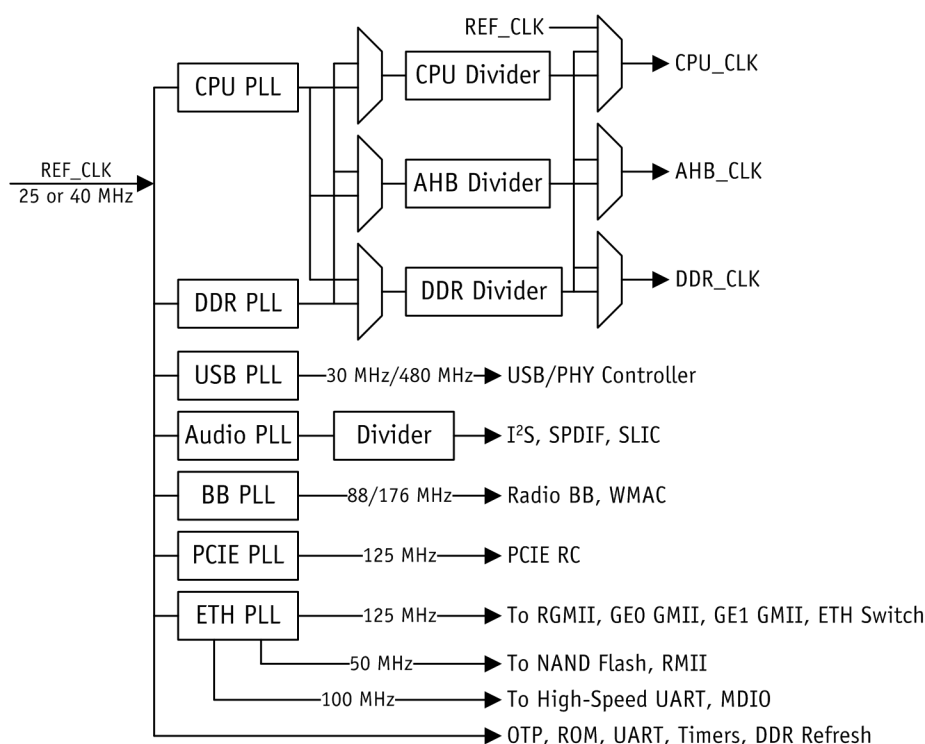 REF_CLK
CPU PLL
CPU Divider
CPU_CLK
REF_CLK
25 or 40 MHz
AHB Divider
AHB_CLK
DDR PLL
DDR Divider
DDR_CLK
USB PLL
30 MHz/480 MHz
USB/PHY Controller
Audio PLL
Divider
I²S, SPDIF, SLIC
BB PLL
88/176 MHz
Radio BB, WMAC
PCIE PLL
125 MHz
PCIE RC
ETH PLL
125 MHz
To RGMII, GE0 GMII, GE1 GMII, ETH Switch
50 MHz
To NAND Flash, RMII
100 MHz
To High-Speed UART, MDIO
OTP, ROM, UART, Timers, DDR Refresh